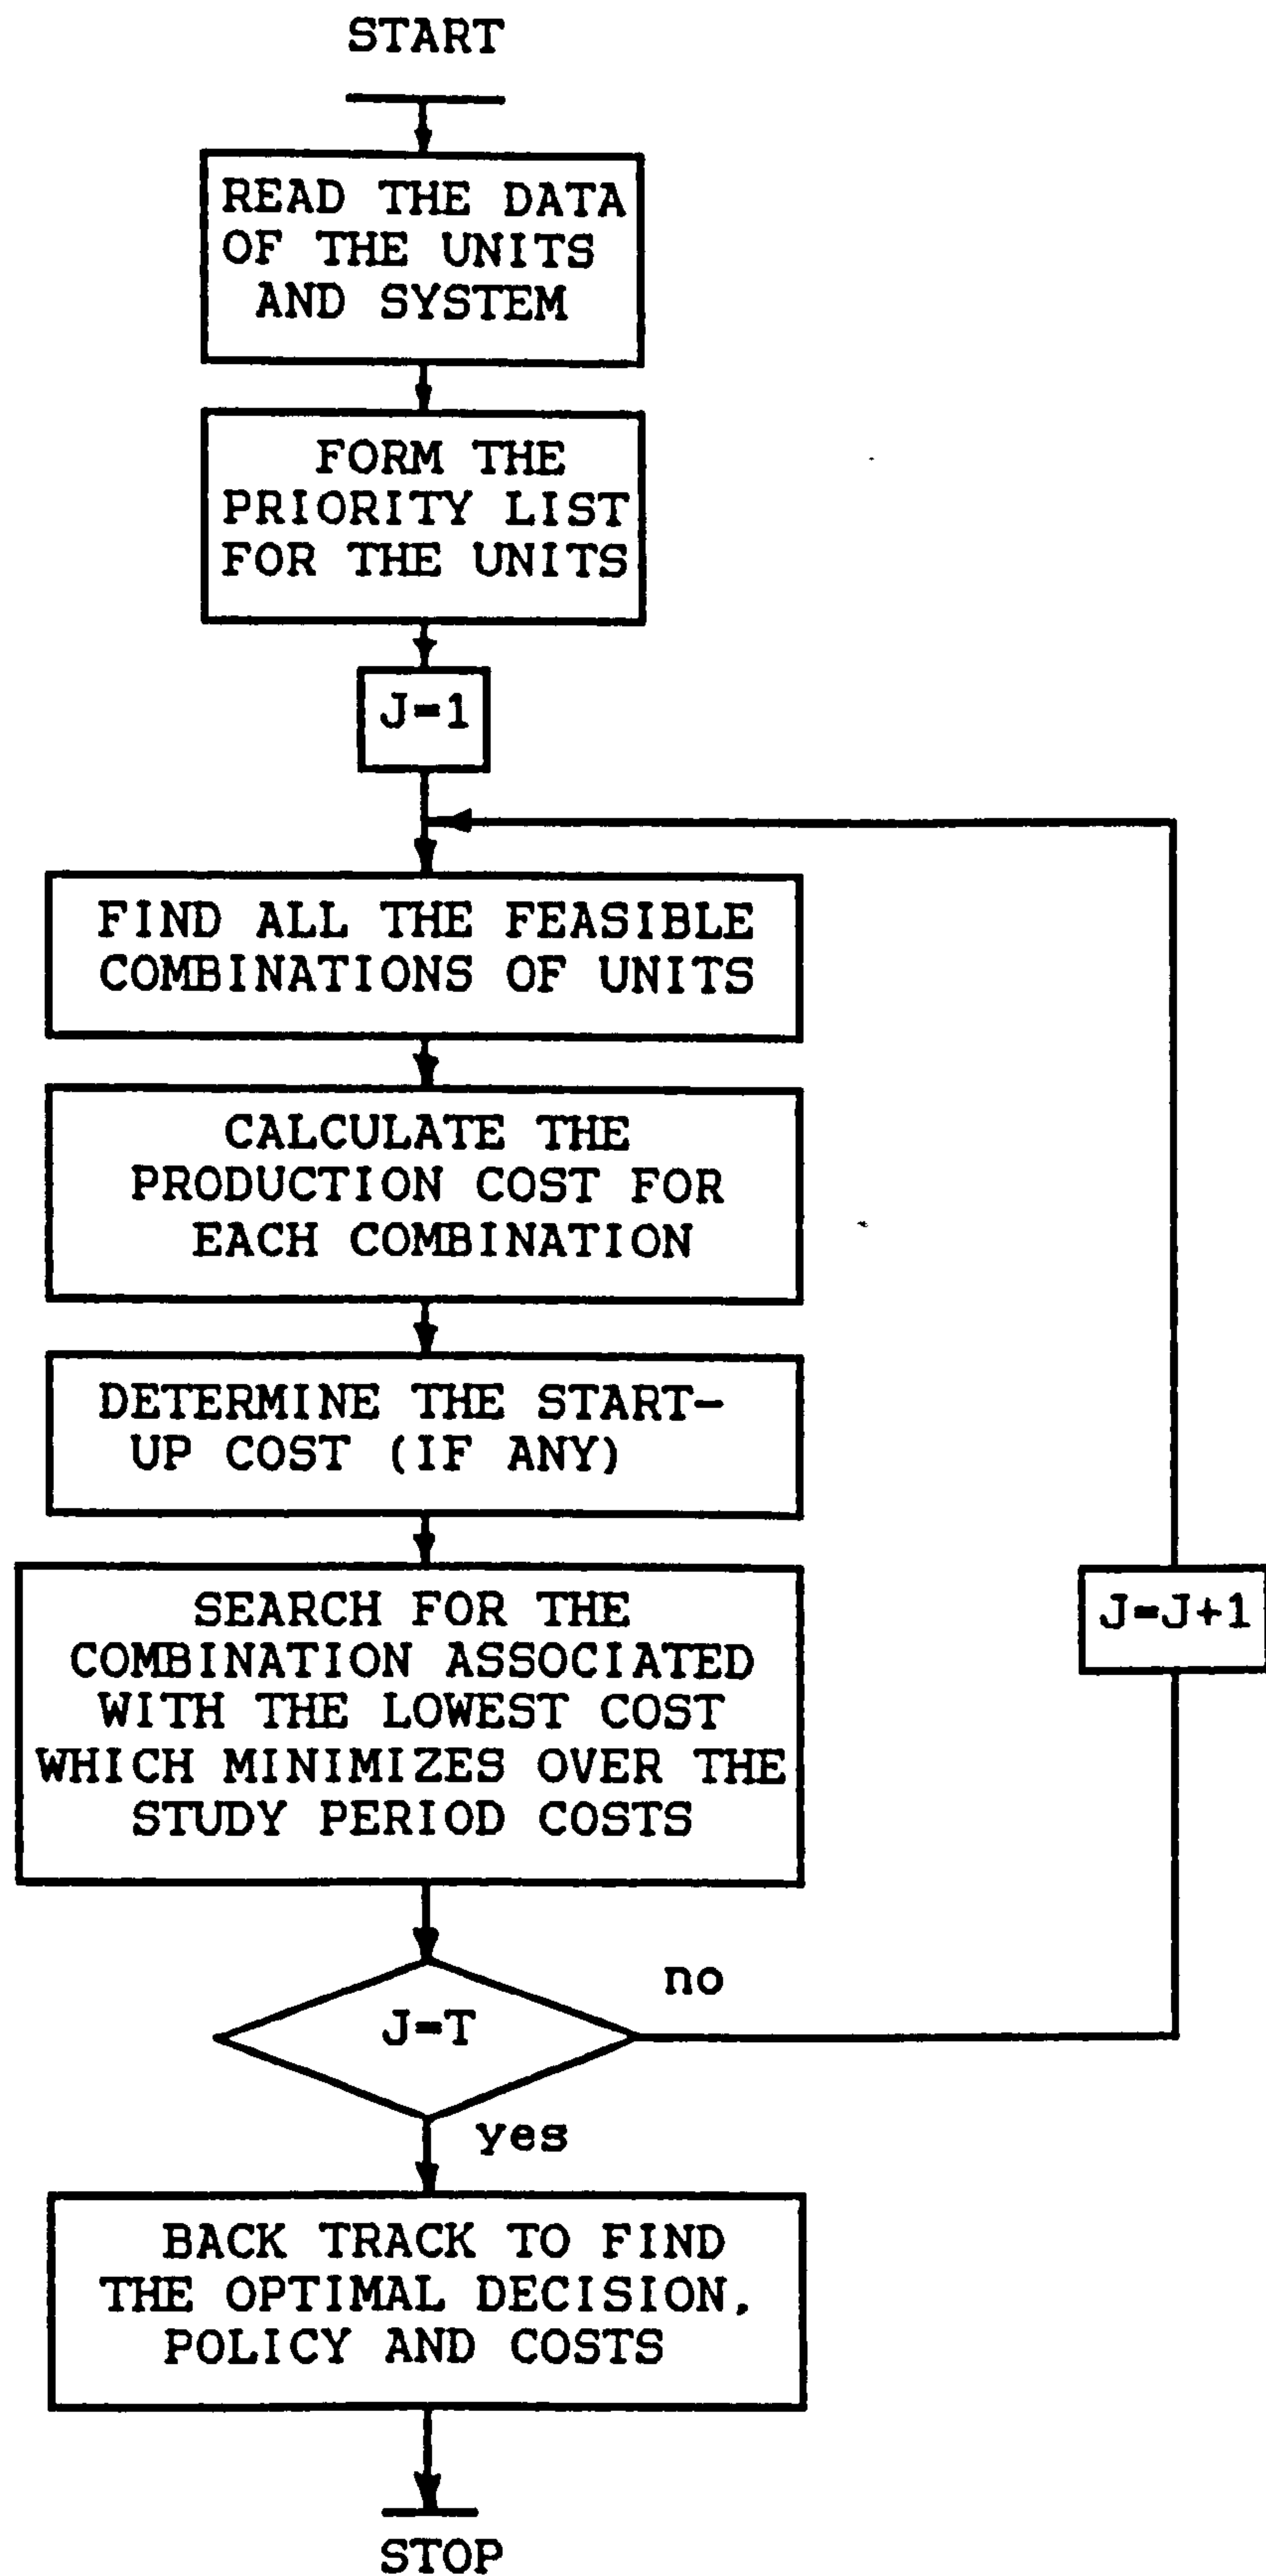 START
READ THE DATA
OF THE UNITS
AND SYSTEM
FORM THE
PRIORITY LIST
FOR THE UNITS
J=1
FIND ALL THE FEASIBLE
COMBINATIONS OF UNITS
CALCULATE THE
PRODUCTION COST FOR
EACH COMBINATION
DETERMINE THE START-
UP COST (IF ANY)
SEARCH FOR THE
COMBINATION ASSOCIATED
WITH THE LOWEST COST
WHICH MINIMIZES OVER THE
STUDY PERIOD COSTS
J=J+1
J=T
no
yes
BACK TRACK TO FIND
THE OPTIMAL DECISION.
POLICY AND COSTS
STOP